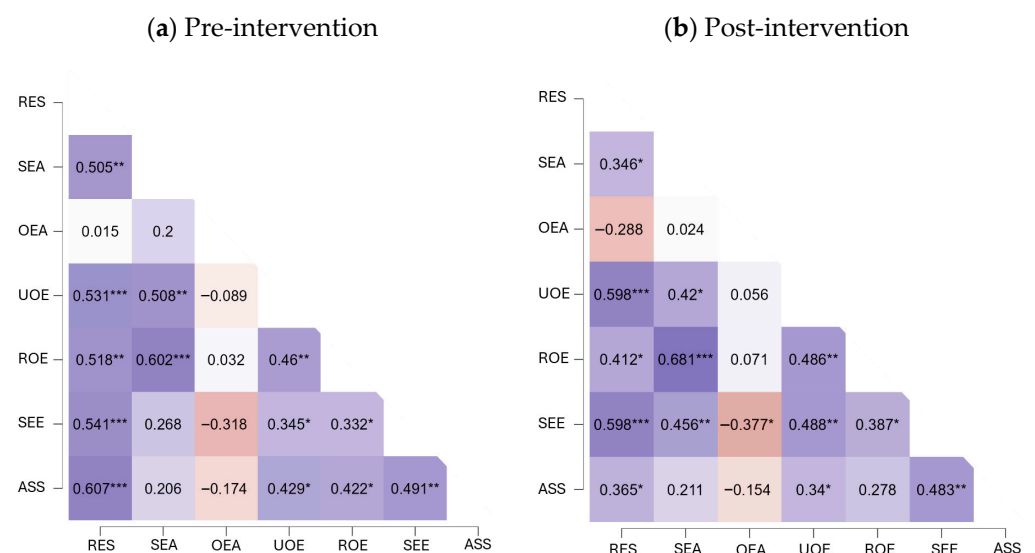 (a) Pre-intervention
RES
SEA 0.505**
OEA 0.015 0.2
UOE 0.531*** 0.508** −0.089
ROE 0.518** 0.602*** 0.032 0.46**
SEE 0.541*** 0.268 −0.318 0.345* 0.332*
ASS 0.607*** 0.206 −0.174 0.429* 0.422* 0.491**
RES SEA OEA UOE ROE SEE ASS
(b) Post-intervention
RES
SEA 0.346*
OEA −0.288 0.024
UOE 0.598*** 0.42* 0.056
ROE 0.412* 0.681*** 0.071 0.486**
SEE 0.598*** 0.456** −0.377* 0.488** 0.387*
ASS 0.365* 0.211 −0.154 0.34* 0.278 0.483**
RES SEA OEA UOE ROE SEE ASS